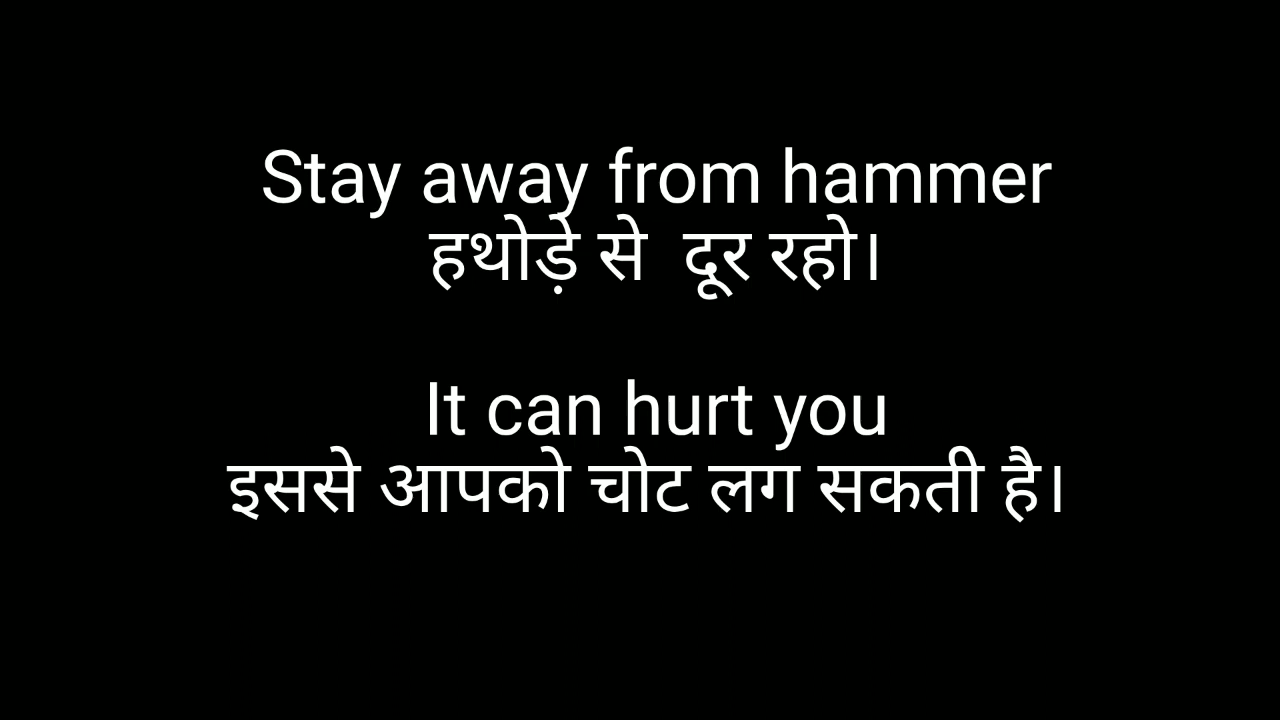 Stay away from hammer
हथोड़े से दूर रहो।
It can hurt you
इससे आपको चोट लग सकती है।